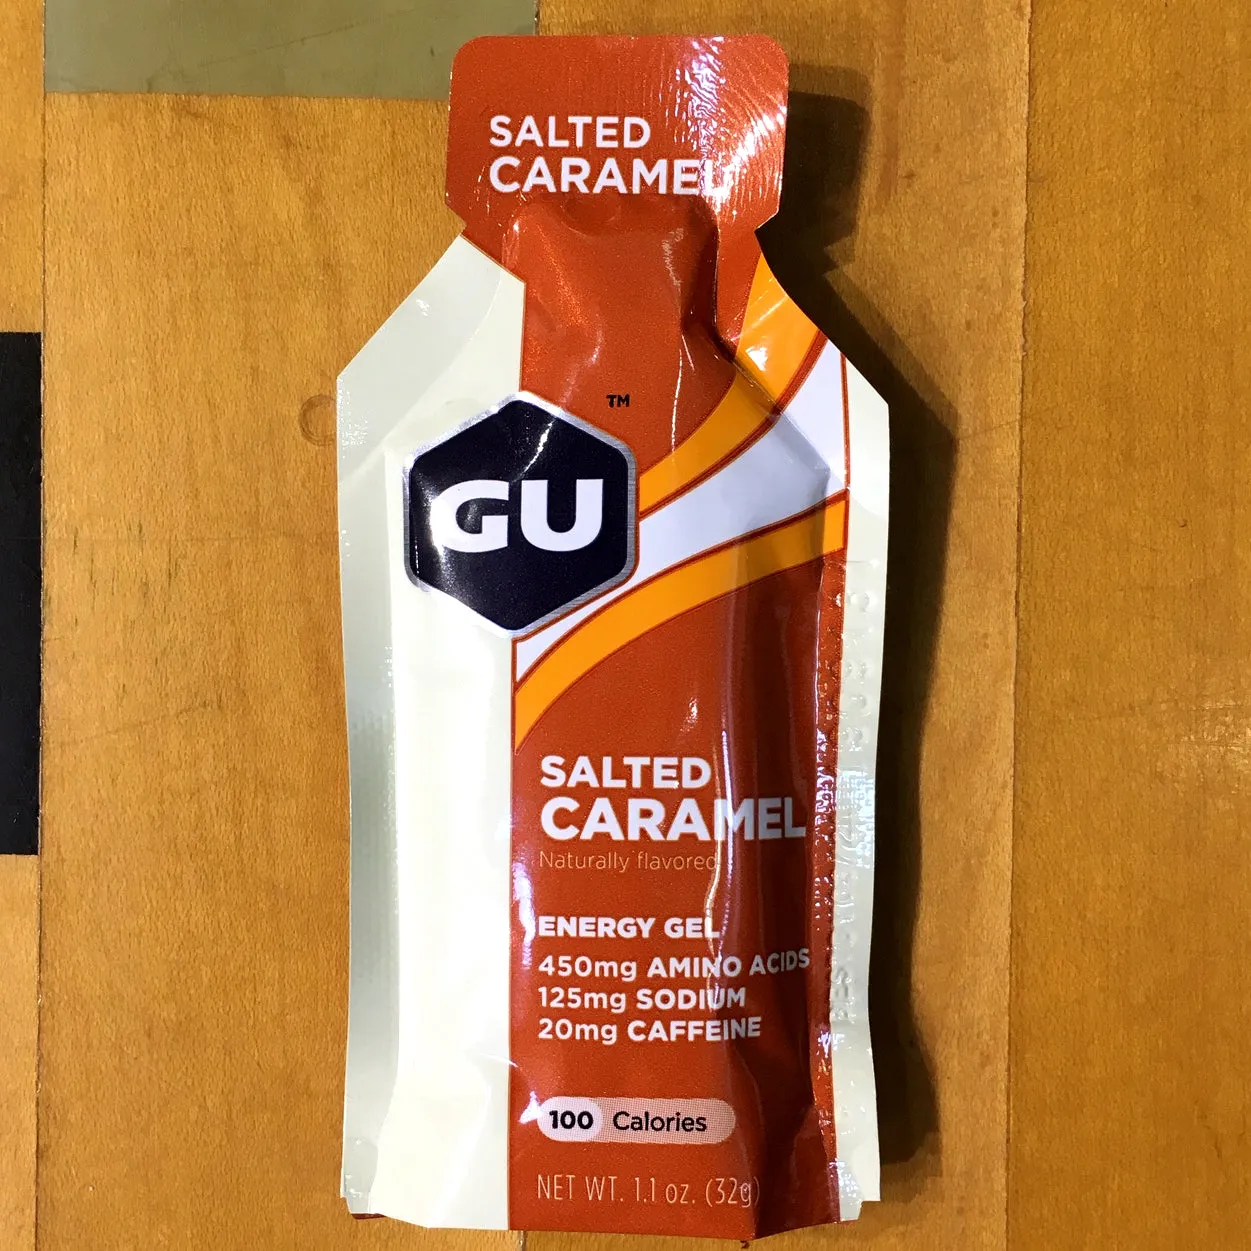 SALTED
CARAMEL
TM
GU
SALTED
CARAMEL
Naturally flavored
ENERGY GEL
450mg AMINO ACIDS
125mg SODIUM
20mg CAFFEINE
100 Calories
NET WT. 1.1 oz. (32g)